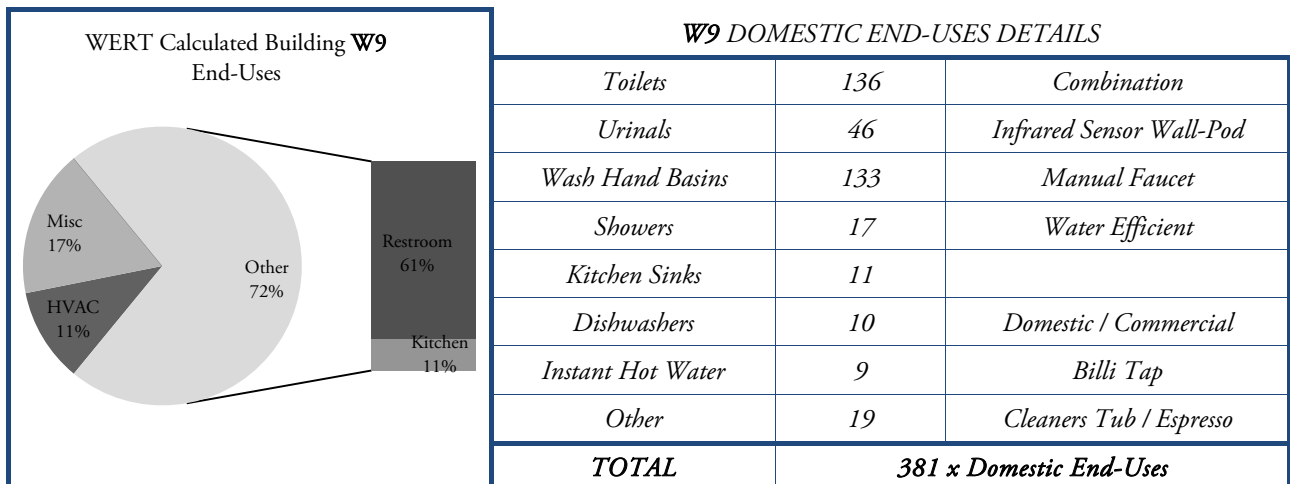 WERT Calculated Building W9
End-Uses
Misc
17%
HVAC
11%
Other
72%
Restroom
61%
Kitchen
11%
W9 DOMESTIC END-USES DETAILS
Toilets 136 Combination
Urinals 46 Infrared Sensor Wall-Pod
Wash Hand Basins 133 Manual Faucet
Showers 17 Water Efficient
Kitchen Sinks 11
Dishwashers 10 Domestic / Commercial
Instant Hot Water 9 Billi Tap
Other 19 Cleaners Tub / Espresso
TOTAL 381 x Domestic End-Uses